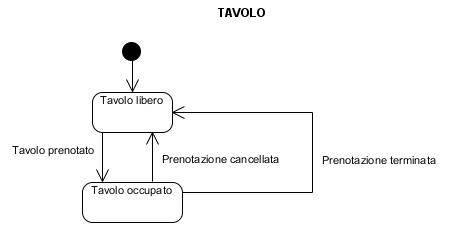 TAVOLO
Tavolo libero
Tavolo prenotato
Prenotazione cancellata
Prenotazione terminata
Tavolo occupato